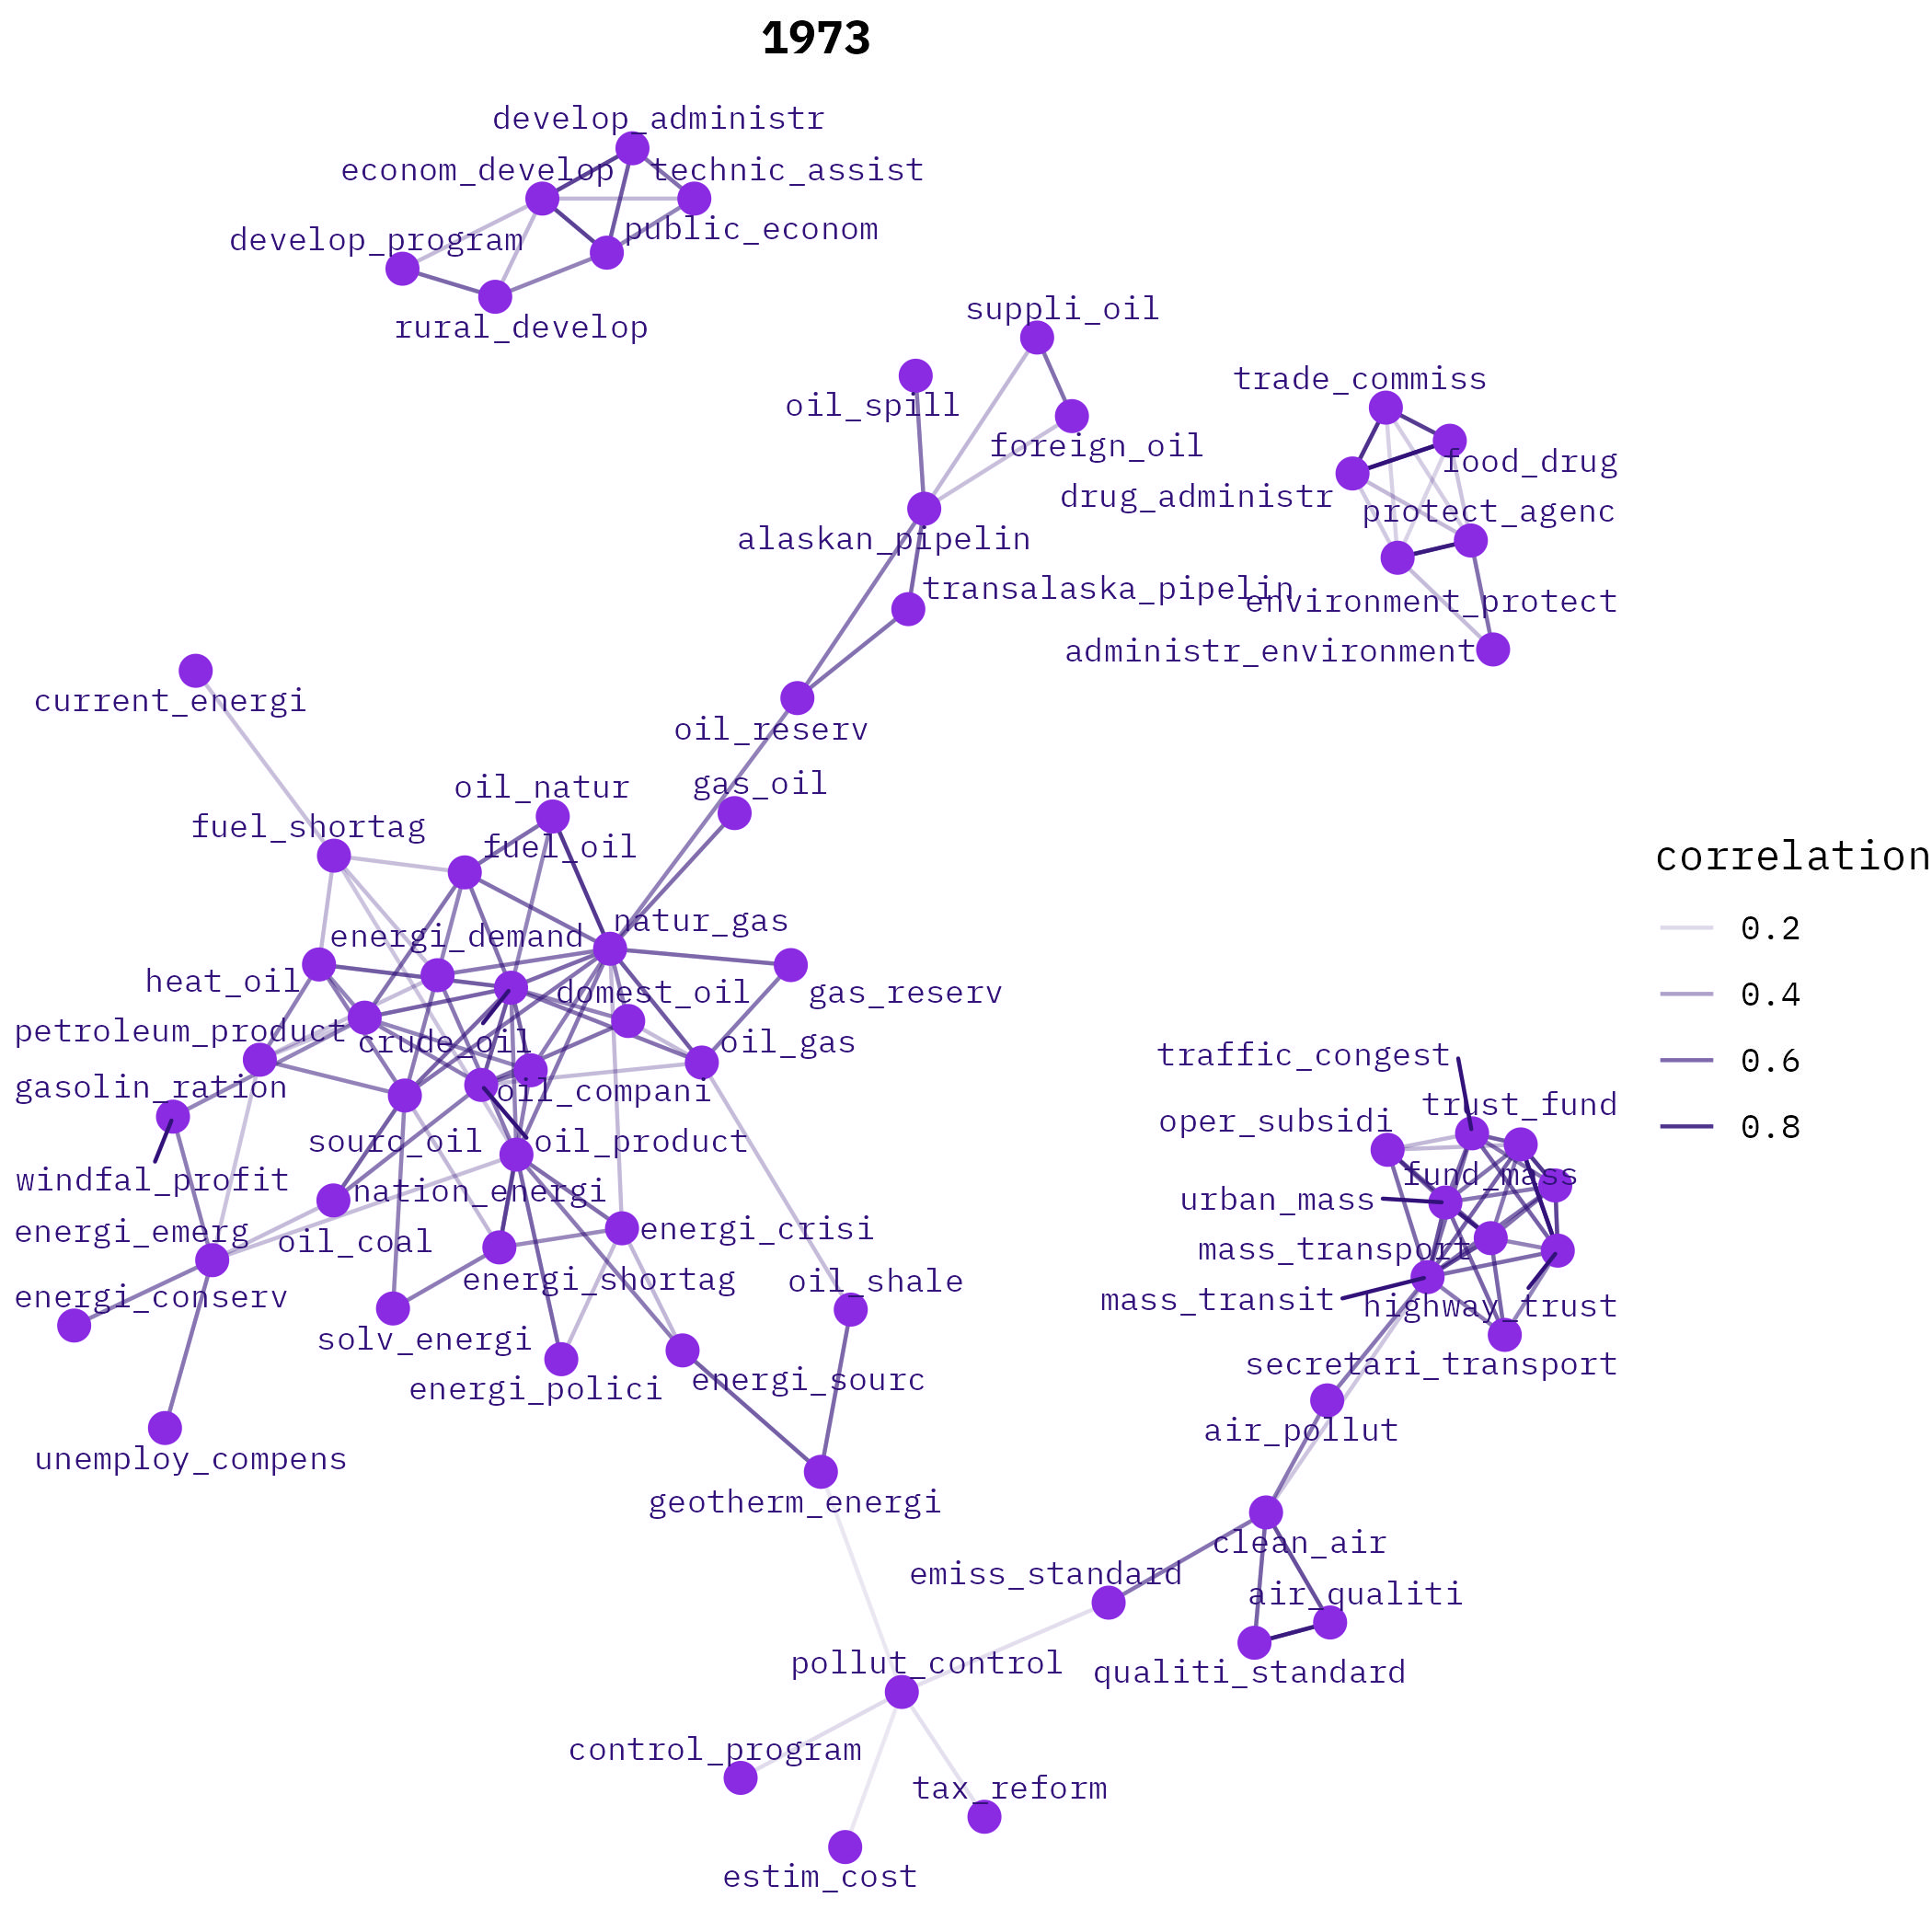 1973
develop_administr
econom_develop
technic_assist
public_econom
develop_program
rural_develop
suppli_oil
oil_spill
trade_commiss
foreign_oil
food_drug
drug_administr
protect_agenc
alaskan_pipelin
transalaska_pipelin
environment_protect
administr_environment
current_energi
oil_reserv
oil_natur
gas_oil
fuel_shortag
fuel_oil
correlation
0.2
0.4
0.6
0.8
natur_gas
energi_demand
heat_oil
domest_oil
gas_reserv
petroleum_product
crude_oil
oil_gas
gasolin_ration
oil_compani
sourc_oil
oil_product
windfal_profit
nation_energi
energi_emerg
oil_coal
energi_crisi
energi_shortag
oil_shale
energi_conserv
solv_energi
energi_polici
energi_sourc
unemploy_compens
geotherm_energi
traffic_congest
trust_fund
oper_subsidi
fund_mass
urban_mass
mass_transport
mass_transit
highway_trust
secretari_transport
air_pollut
clean_air
emiss_standard
air_qualiti
pollut_control
qualiti_standard
control_program
tax_reform
estim_cost